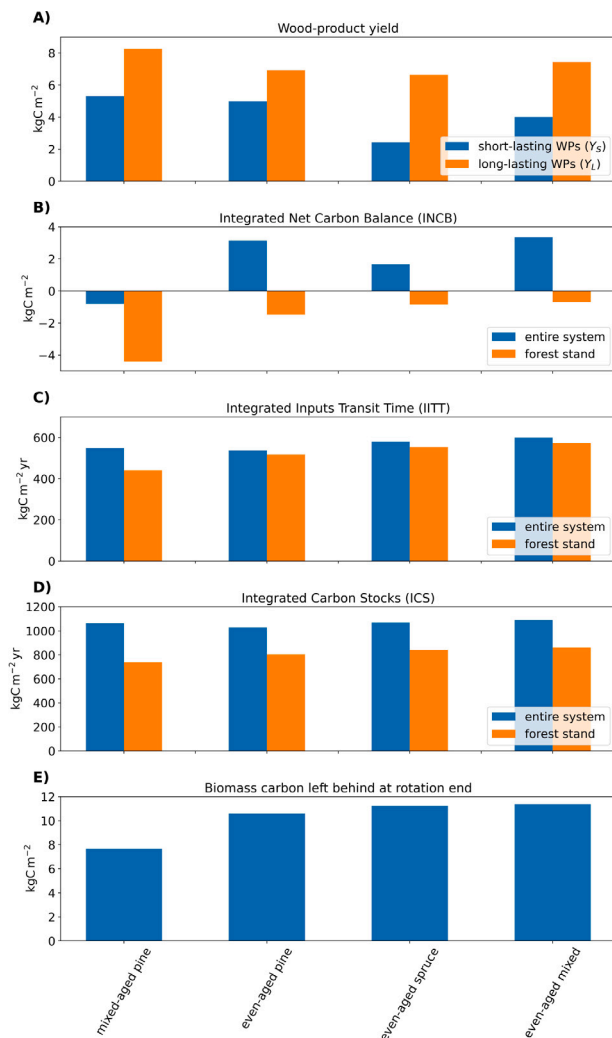 A)
Wood-product yield
8
6
4
2
0
kgC m⁻²
short-lasting WPs (Y_S)
long-lasting WPs (Y_L)
B)
Integrated Net Carbon Balance (INCB)
4
2
0
−2
−4
kgC m⁻²
entire system
forest stand
C)
Integrated Inputs Transit Time (IITT)
600
400
200
0
kgC m⁻² yr
entire system
forest stand
D)
Integrated Carbon Stocks (ICS)
1200
1000
800
600
400
200
0
kgC m⁻² yr
entire system
forest stand
E)
Biomass carbon left behind at rotation end
12
10
8
6
4
2
0
kgC m⁻²
mixed-aged pine
even-aged pine
even-aged spruce
even-aged mixed